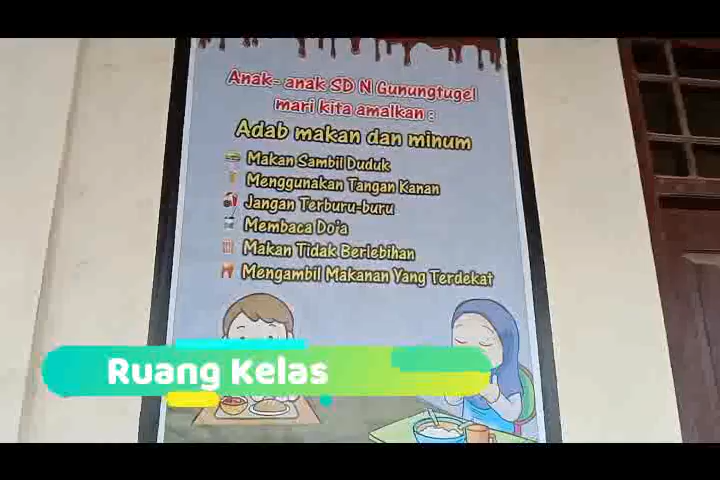 Anak- anak SD N Gunungtugel
mari kita amalkan :
Adab makan dan minum
Makan Sambil Duduk
Menggunakan Tangan Kanan
Jangan Terburu-buru
Membaca Do'a
Makan Tidak Berlebihan
Mengambil Makanan Yang Terdekat
Ruang Kelas